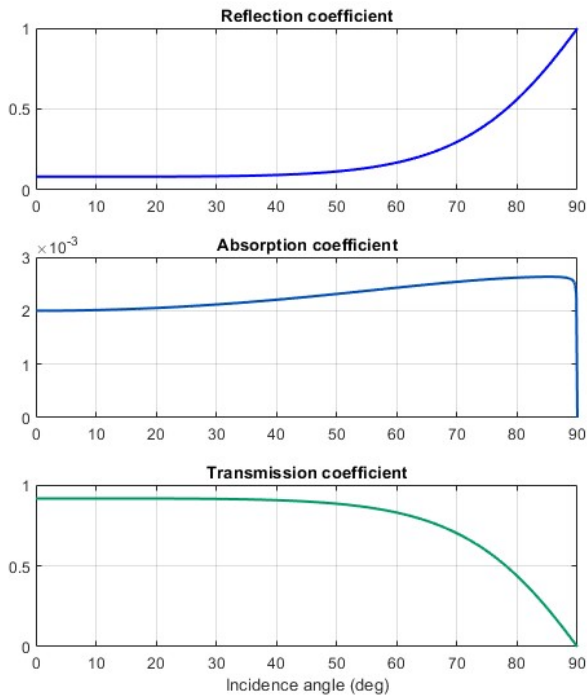 Reflection coefficient
1
0.5
0
0 10 20 30 40 50 60 70 80 90
×10⁻³
Absorption coefficient
3
2
1
0
0 10 20 30 40 50 60 70 80 90
Transmission coefficient
1
0.5
0
0 10 20 30 40 50 60 70 80 90
Incidence angle (deg)